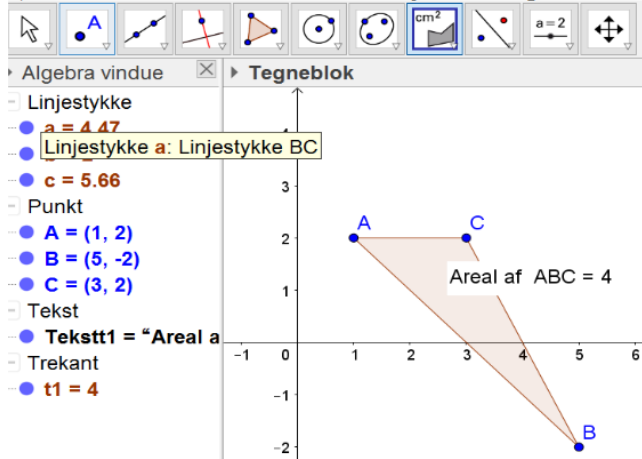 A
cm²
a=2
Algebra vindue
Tegneblok
Linjestykke
a = 4.47
Linjestykke a: Linjestykke BC
c = 5.66
Punkt
A = (1, 2)
B = (5, -2)
C = (3, 2)
Tekst
Tekstt1 = “Areal a
Trekant
t1 = 4
3
2
1
0
-1
-2
-1
1
2
3
4
5
6
A
C
Areal af ABC = 4
B